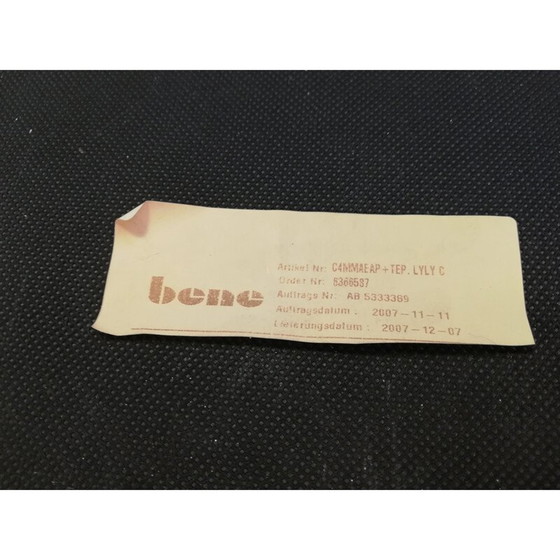 bene
Artikel Nr: C4MMAEAP + TEP. LYLY C
Order Nr: 8366537
Auftrags Nr: AB 5333369
Auftragsdatum : 2007-11-11
Lieferungsdatum : 2007-12-07